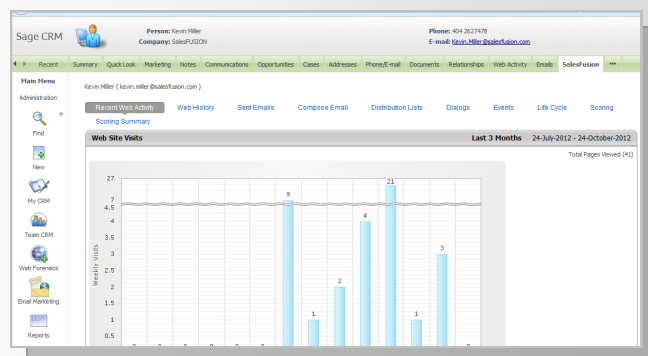 Sage CRM
Person: Kevin Miller
Company: SalesFUSION
Phone: 404 2627478
E-mail: Kevin.Miller@salesfusion.com
Recent Summary Quick Look Marketing Notes Communications Opportunities Cases Addresses Phone/E-mail Documents Relationships Web Activity Emails SalesFusion
Main Menu
Administration
Find
New
My CRM
Team CRM
Web Forensics
Email Marketing
Reports
Kevin Miller ( kevin.miller@salesfusion.com )
Recent Web Activity Web History Sent Emails Compose Email Distribution Lists Dialogs Events Life Cycle Scoring
Scoring Summary
Web Site Visits Last 3 Months 24-July-2012 - 24-October-2012
Total Pages Viewed (41)
Weekly Visits
27
7
4.5
4
3.5
3
2.5
2
1.5
1
0.5
0 0 0 0 0 0 9 1 2 4 21 1 3 0